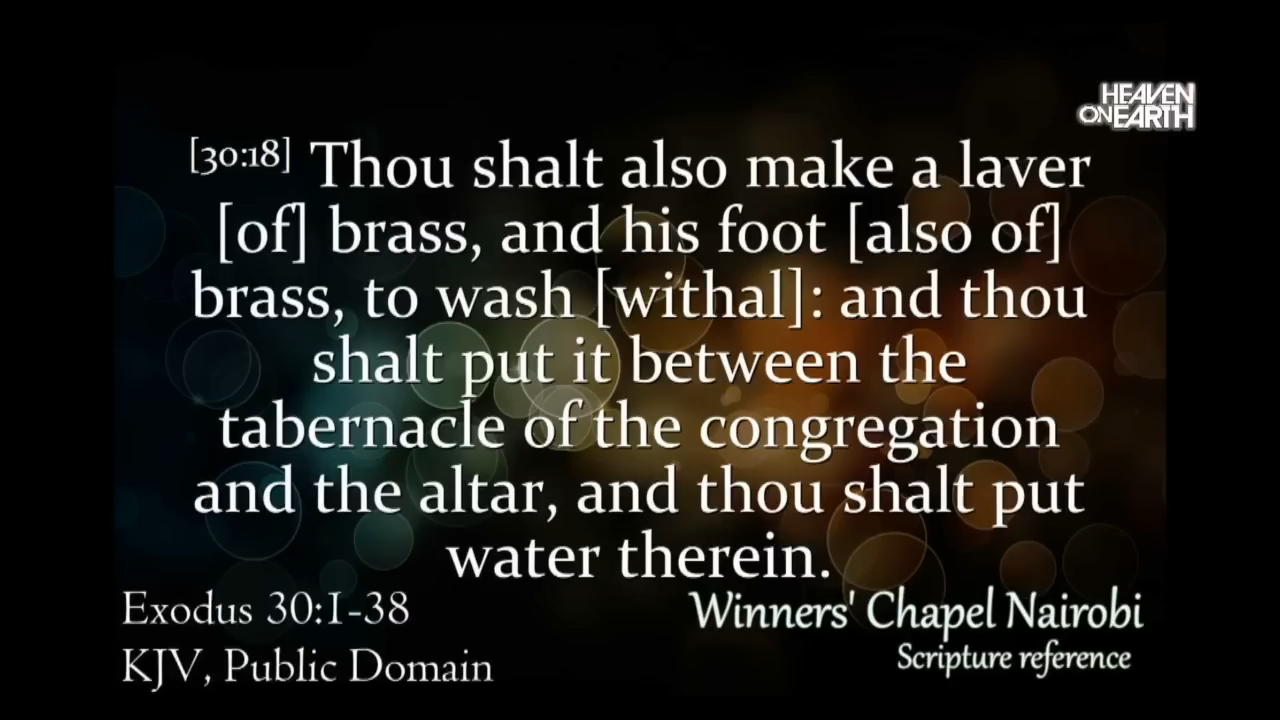 HEAVEN
ON EARTH
[30:18] Thou shalt also make a laver
[of] brass, and his foot [also of]
brass, to wash [withal]: and thou
shalt put it between the
tabernacle of the congregation
and the altar, and thou shalt put
water therein.
Exodus 30:1-38
KJV, Public Domain
Winners' Chapel Nairobi
Scripture reference